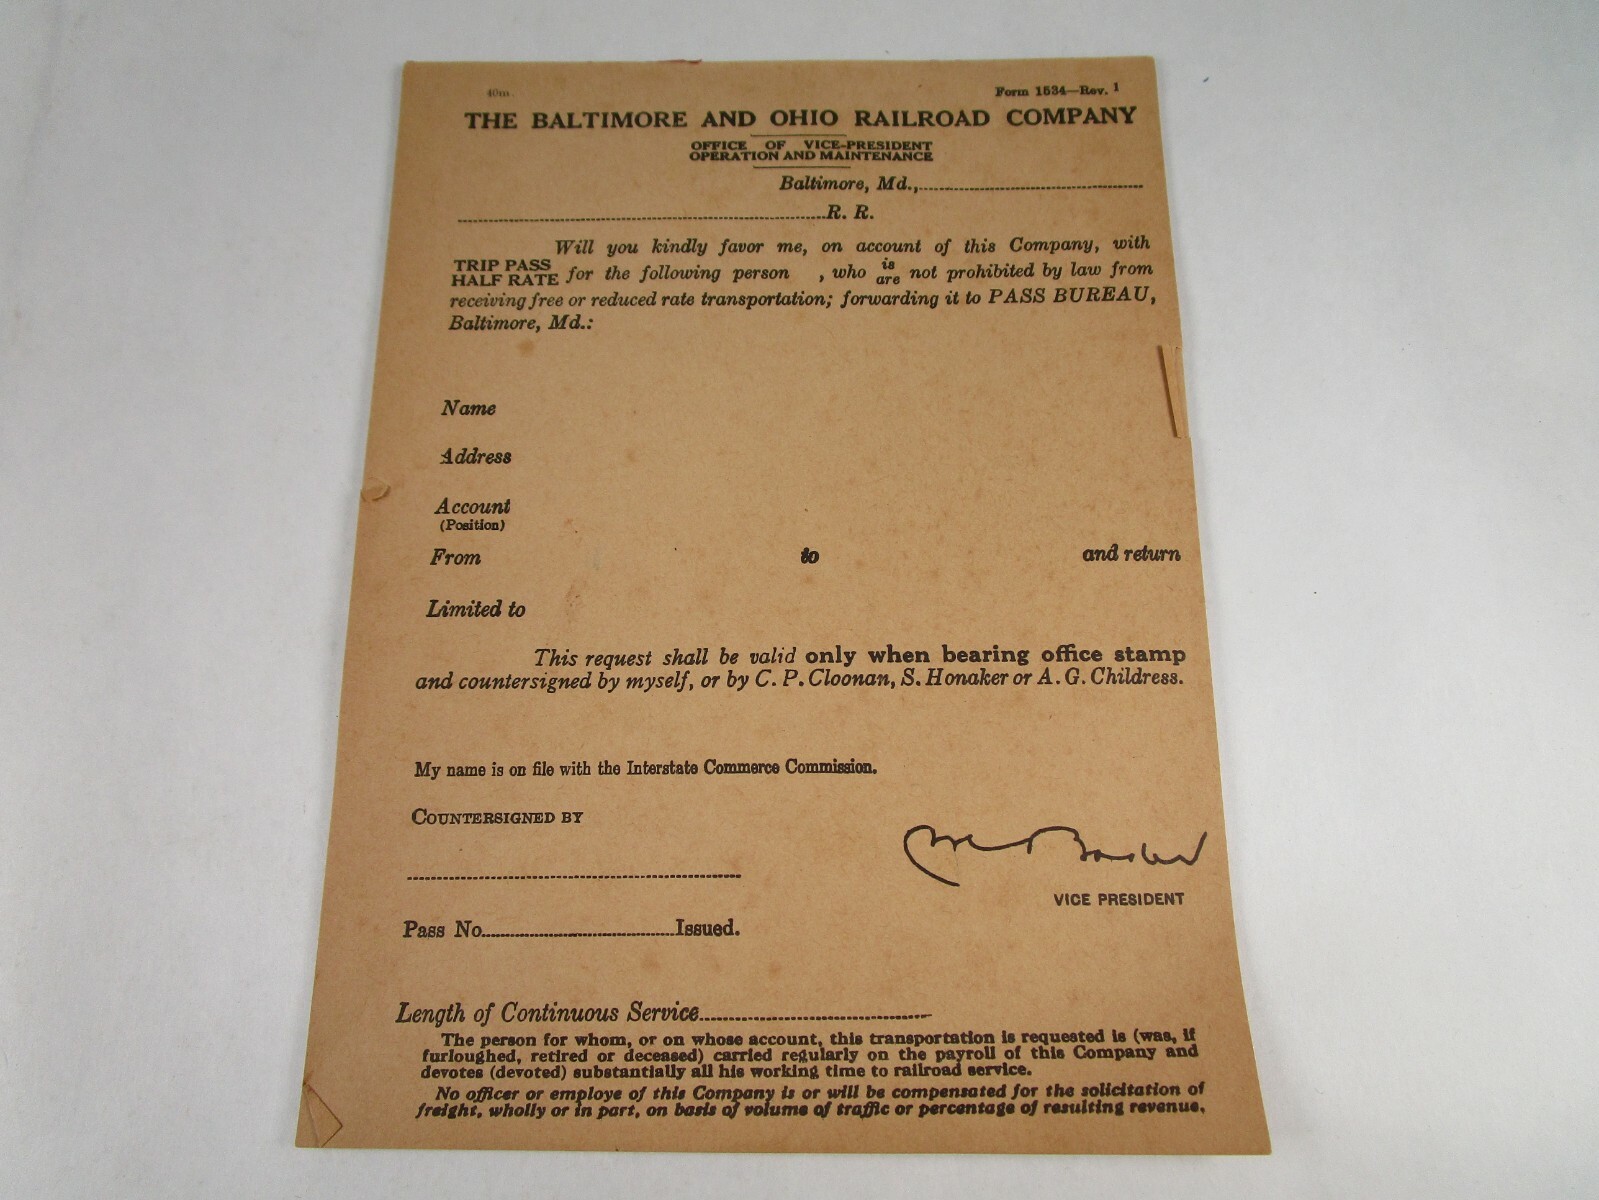 40m.
Form 1534—Rev. 1
THE BALTIMORE AND OHIO RAILROAD COMPANY
OFFICE OF VICE-PRESIDENT
OPERATION AND MAINTENANCE
Baltimore, Md.,
R. R.
Will you kindly favor me, on account of this Company, with
TRIP PASS
HALF RATE for the following person , who is are not prohibited by law from
receiving free or reduced rate transportation; forwarding it to PASS BUREAU,
Baltimore, Md.:
Name
Address
Account
(Position)
From to and return
Limited to
This request shall be valid only when bearing office stamp
and countersigned by myself, or by C. P. Cloonan, S. Honaker or A. G. Childress.
My name is on file with the Interstate Commerce Commission.
COUNTERSIGNED BY
VICE PRESIDENT
Pass No. Issued.
Length of Continuous Service
The person for whom, or on whose account, this transportation is requested is (was, if
furloughed, retired or deceased) carried regularly on the payroll of this Company and
devotes (devoted) substantially all his working time to railroad service.
No officer or employe of this Company is or will be compensated for the solicitation of
freight, wholly or in part, on basis of volume of traffic or percentage of resulting revenue.